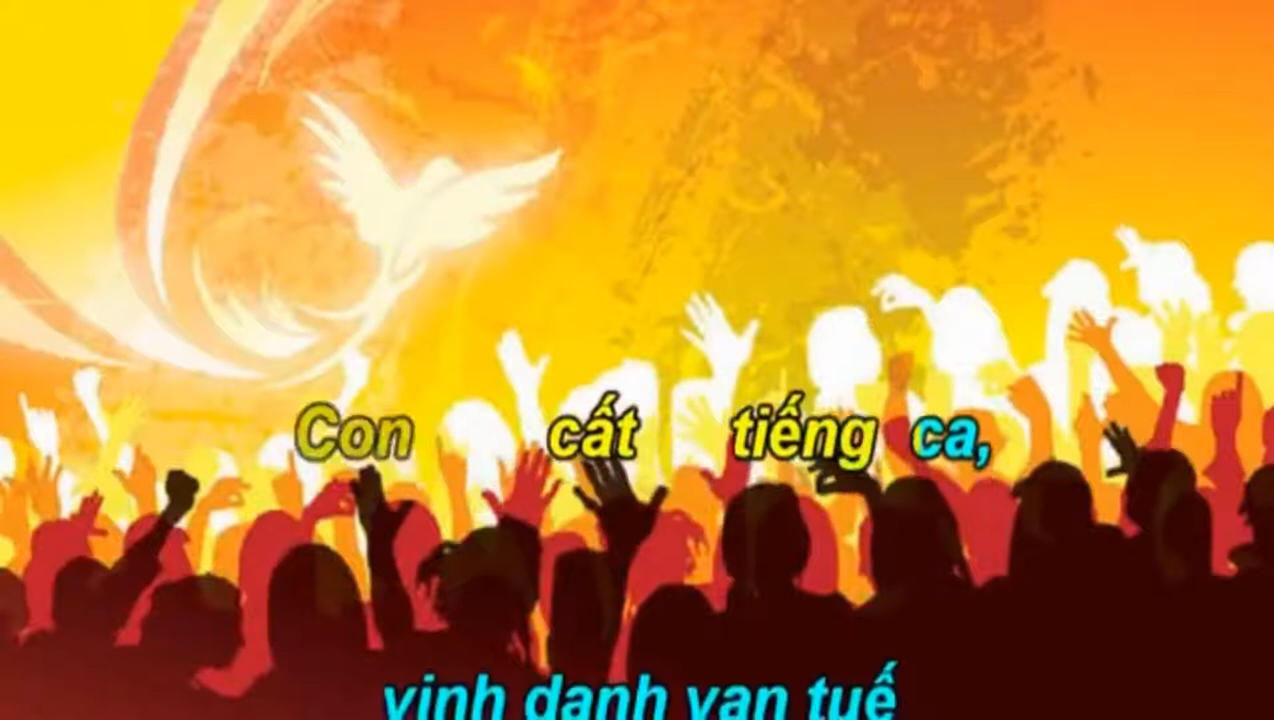 Con cất tiếng ca,
vinh danh vạn tuế